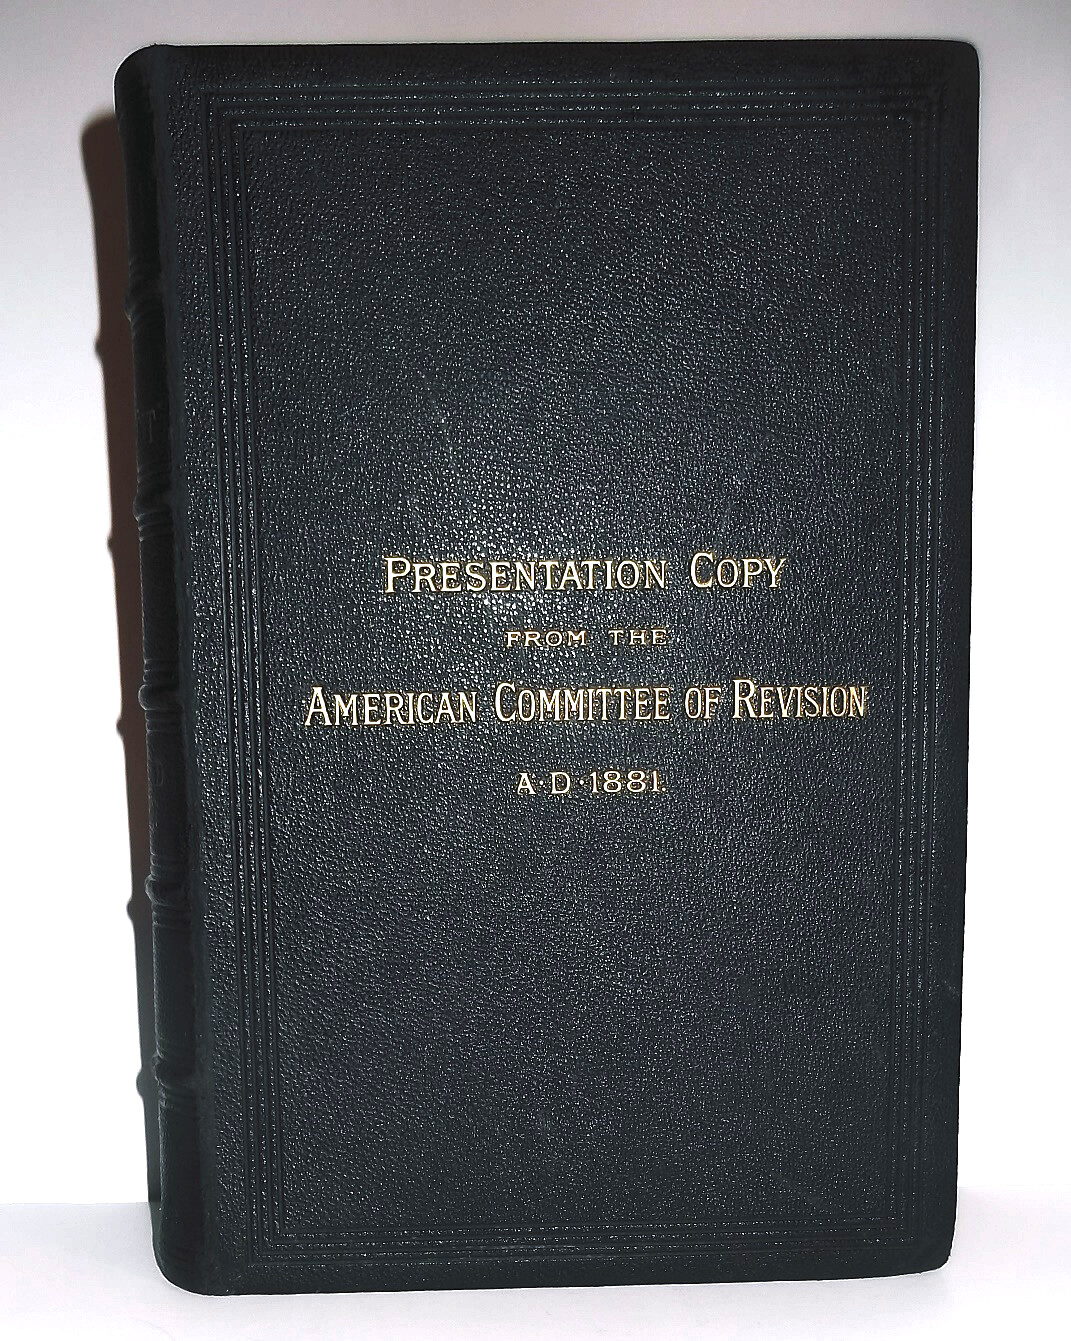 PRESENTATION COPY
FROM THE
AMERICAN COMMITTEE OF REVISION
A·D·1881.